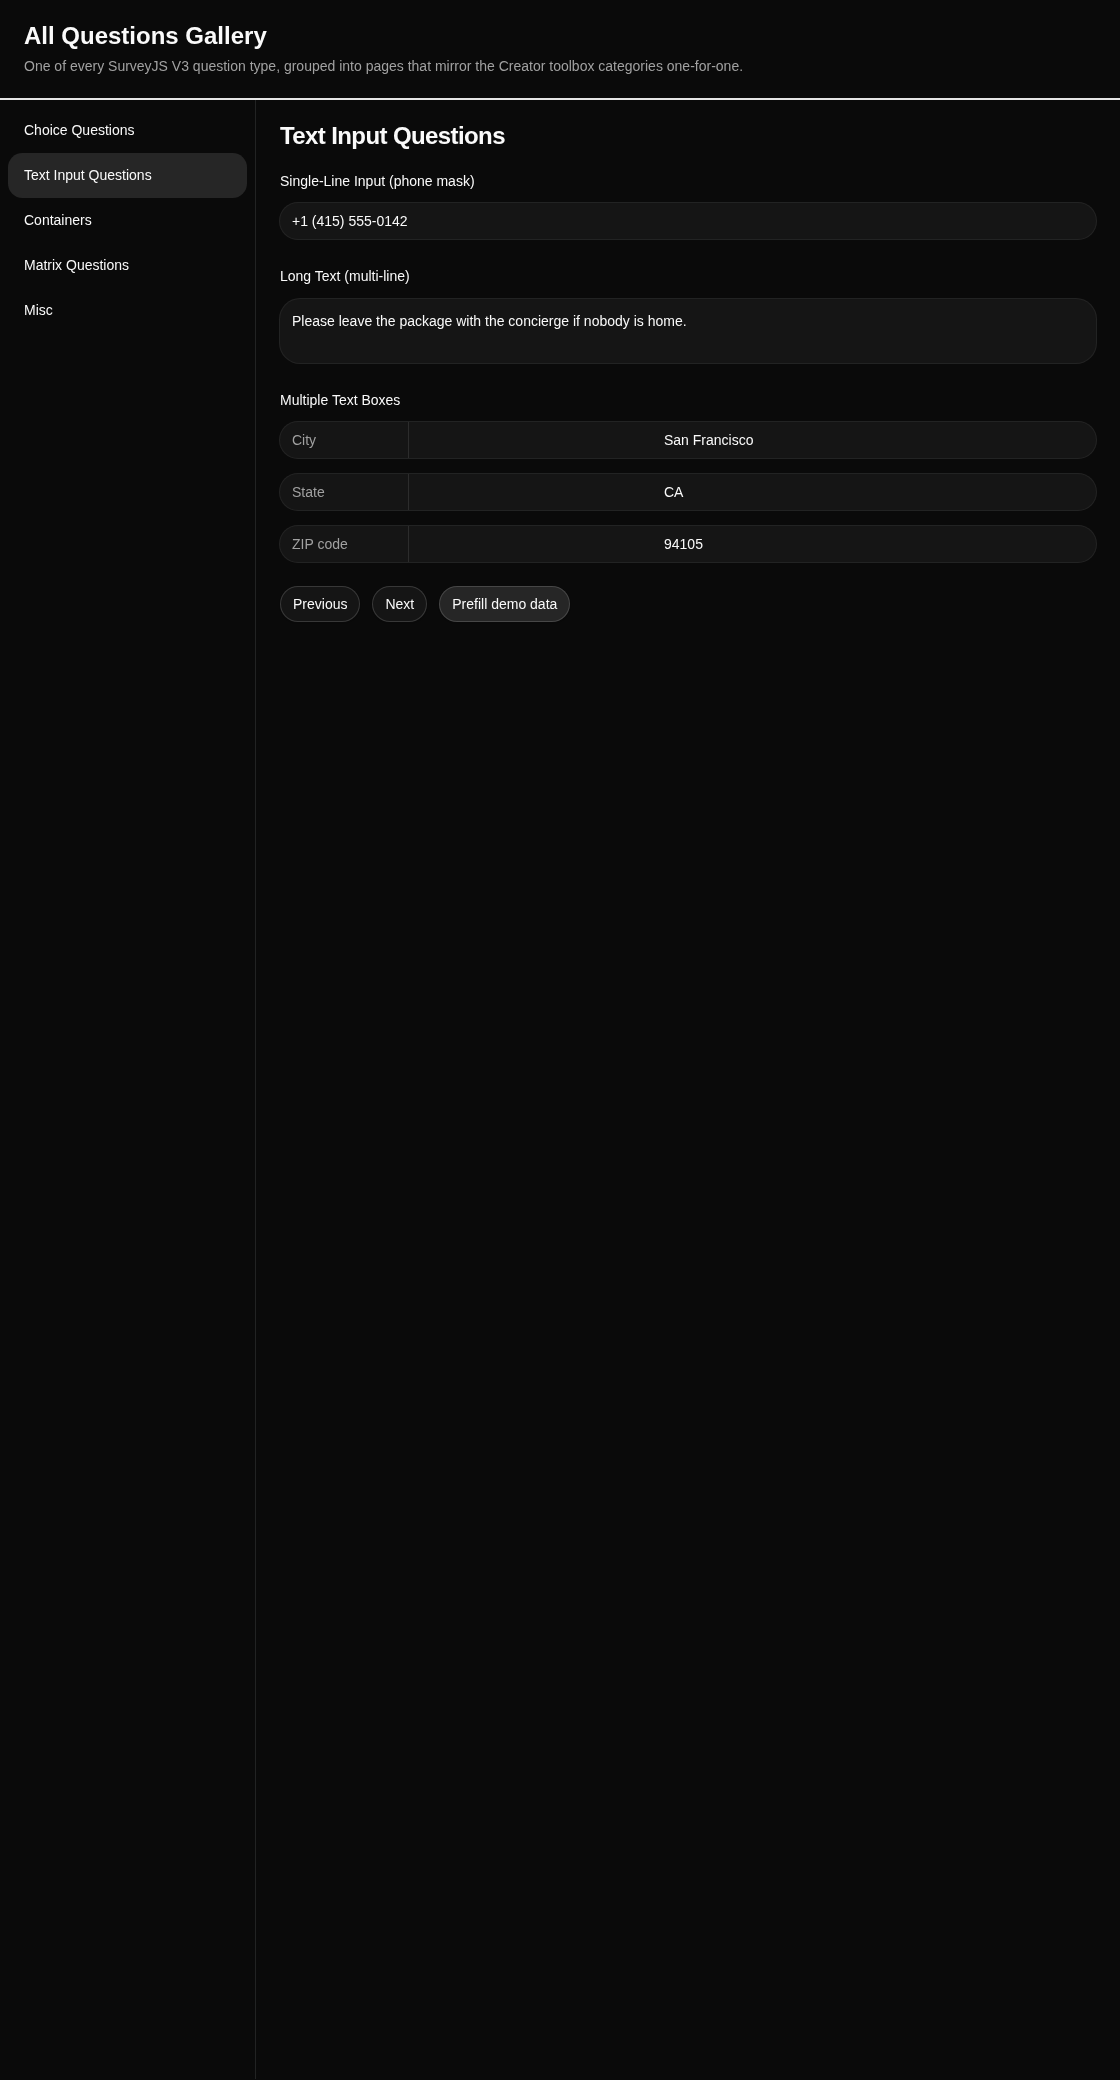 All Questions Gallery
One of every SurveyJS V3 question type, grouped into pages that mirror the Creator toolbox categories one-for-one.
Choice Questions
Text Input Questions
Containers
Matrix Questions
Misc
Text Input Questions
Single-Line Input (phone mask)
+1 (415) 555-0142
Long Text (multi-line)
Please leave the package with the concierge if nobody is home.
Multiple Text Boxes
City San Francisco
State CA
ZIP code 94105
Previous Next Prefill demo data